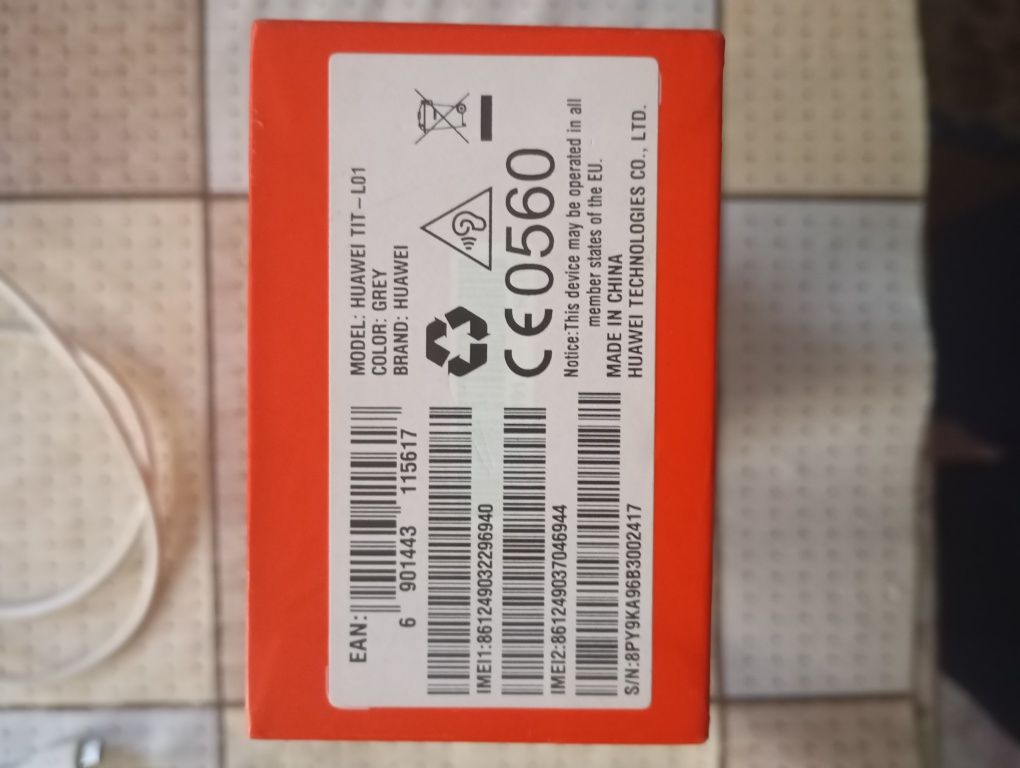 EAN:
6 901443 115617
MODEL: HUAWEI TIT-L01
COLOR: GREY
BRAND: HUAWEI
IMEI1:861249032296940
IMEI2:861249037046944
S/N:8PY9KA96B3002417
CE0560
Notice:This device may be operated in all
member states of the EU.
MADE IN CHINA
HUAWEI TECHNOLOGIES CO., LTD.